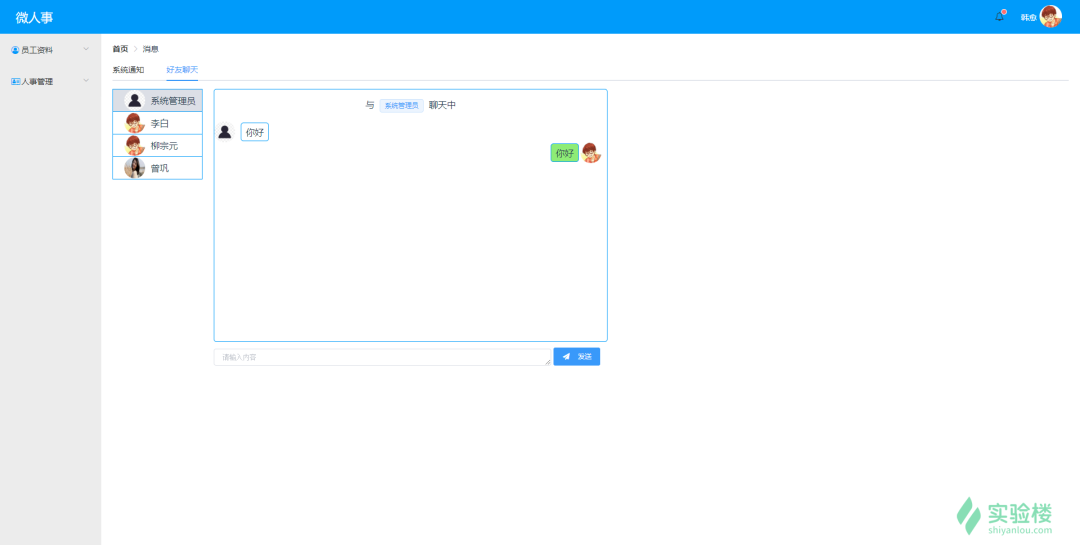 微人事
韩愈
员工资料
人事管理
首页 > 消息
系统通知 好友聊天
系统管理员
李白
柳宗元
曾巩
与 系统管理员 聊天中
你好
你好
请输入内容
发送
实验楼
shiyanlou.com